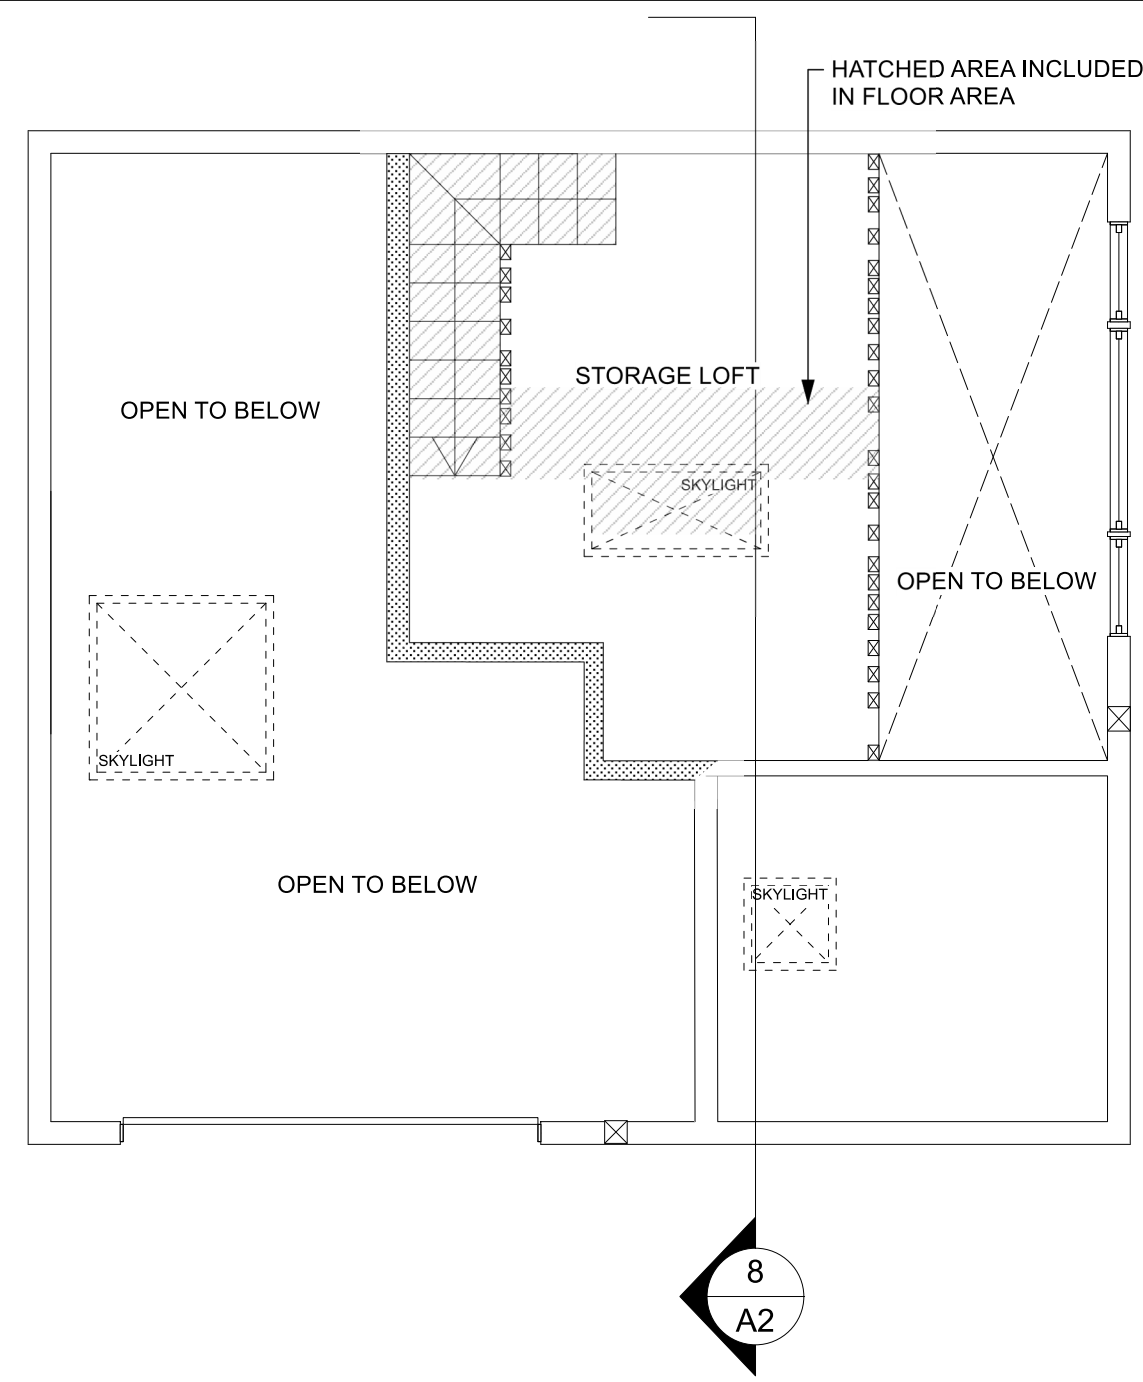 HATCHED AREA INCLUDED
IN FLOOR AREA
STORAGE LOFT
OPEN TO BELOW
SKYLIGHT
OPEN TO BELOW
SKYLIGHT
OPEN TO BELOW
SKYLIGHT
8
A2